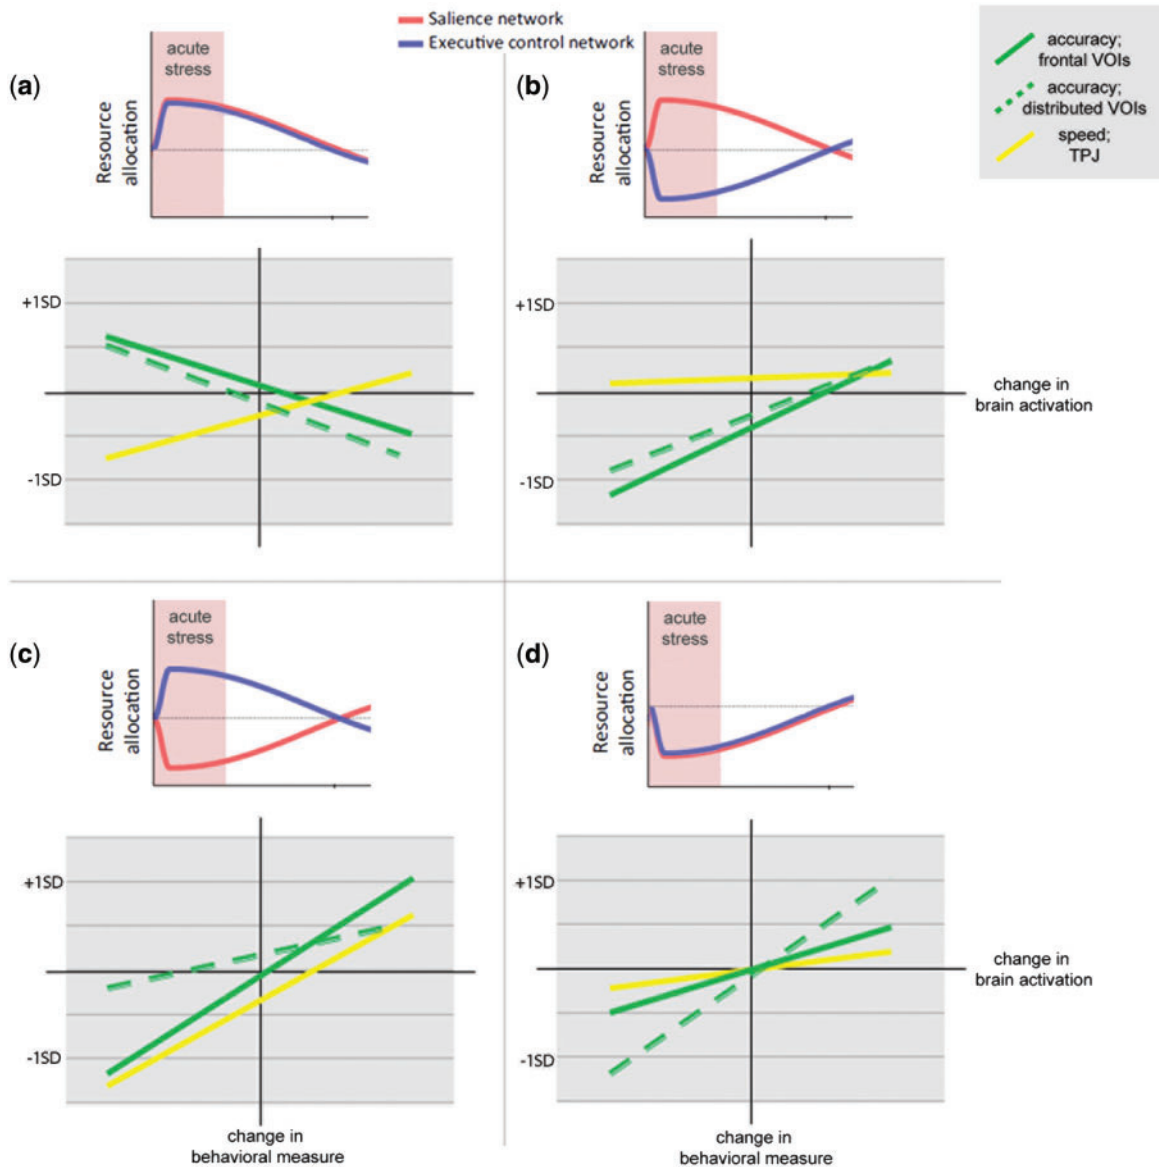 Salience network
Executive control network
accuracy;
frontal VOIs
accuracy;
distributed VOIs
speed;
TPJ
(a)
acute
stress
Resource
allocation
+1SD
-1SD
(b)
acute
stress
Resource
allocation
+1SD
-1SD
change in
brain activation
(c)
acute
stress
Resource
allocation
+1SD
-1SD
change in
behavioral measure
(d)
acute
stress
Resource
allocation
+1SD
-1SD
change in
brain activation
change in
behavioral measure